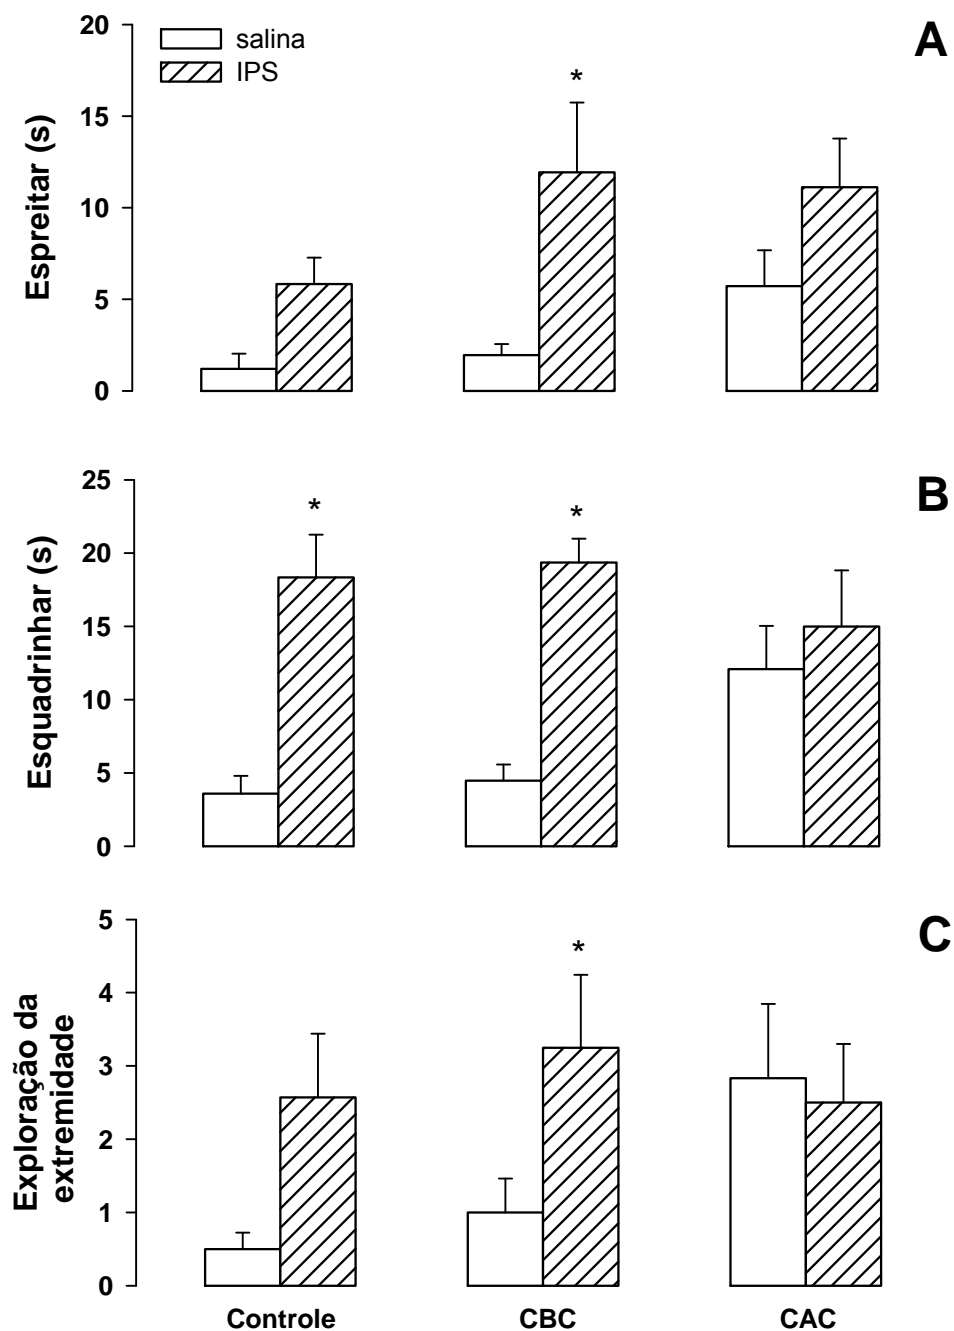 20
salina
A
IPS
*
15
10
5
0
Espreitar (s)
25
B
*
*
20
15
10
5
0
Esquadrinhar (s)
5
C
*
4
3
2
1
0
Exploração da
extremidade
Controle
CBC
CAC